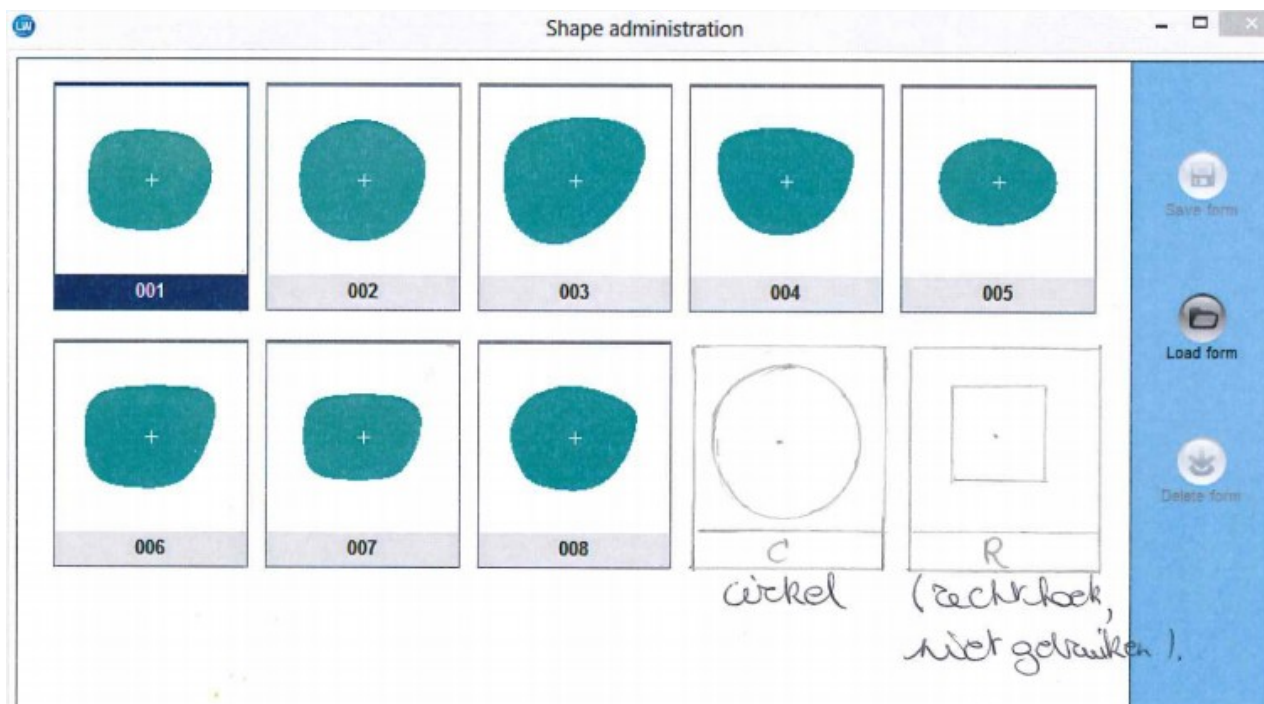 LW
Shape administration
001 002 003 004 005
Save form
Load form
006 007 008 C R
Delete form
cirkel (rechthoek,
niet gebruiken).